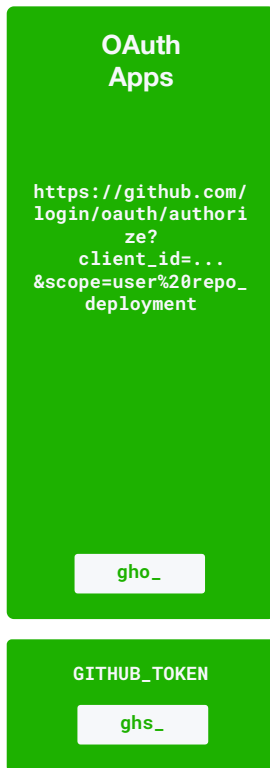 OAuth
Apps
https://github.com/
login/oauth/authori
ze?
client_id=...
&scope=user%20repo_
deployment
gho_
GITHUB_TOKEN
ghs_